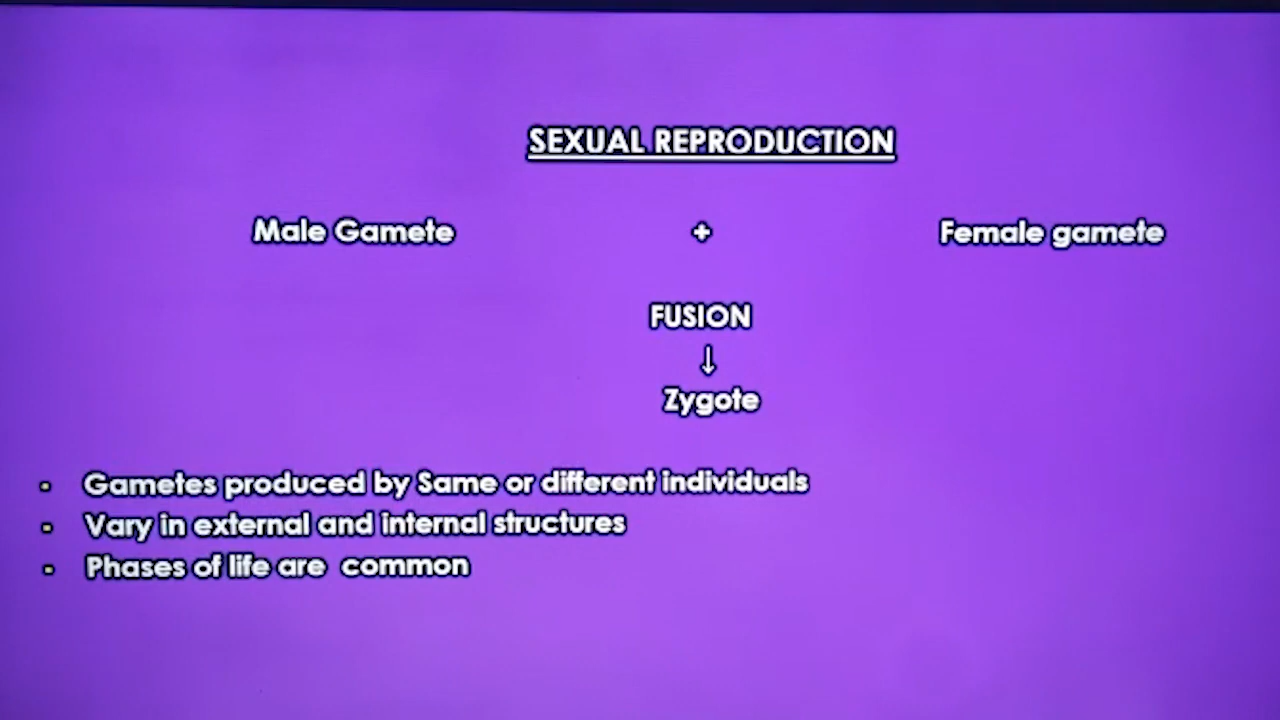 SEXUAL REPRODUCTION
Male Gamete + Female gamete
FUSION
↓
Zygote
▪ Gametes produced by Same or different individuals
▪ Vary in external and internal structures
▪ Phases of life are common